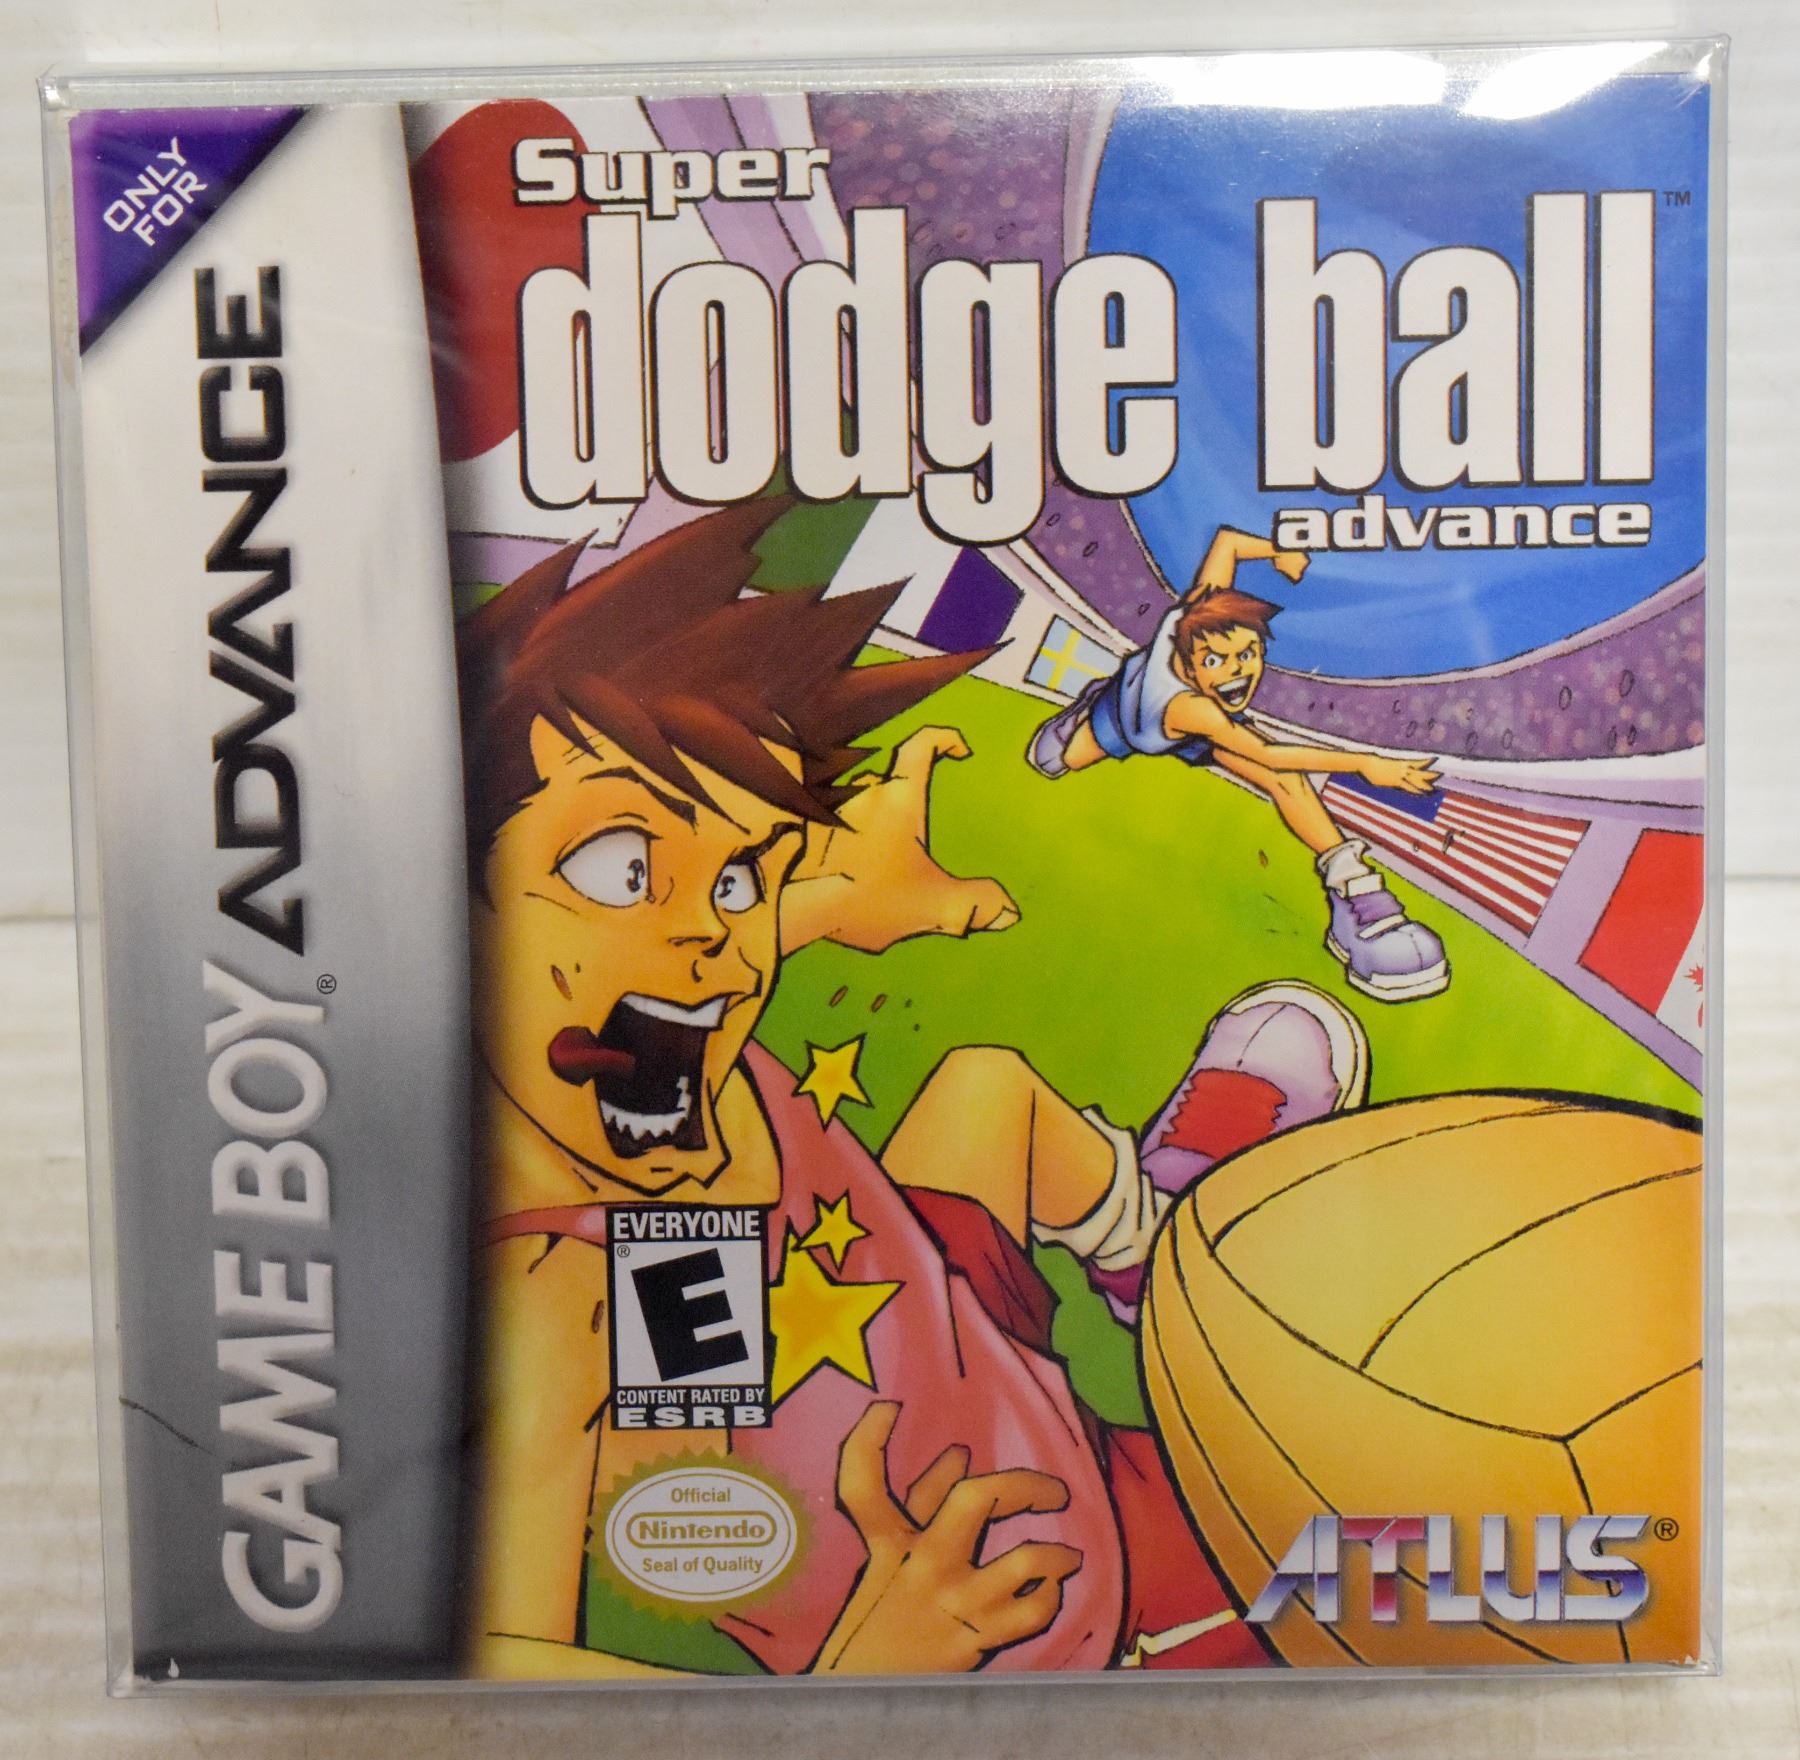 ONLY
FOR
GAME BOY ADVANCE®
Super
dodge ball™
advance
EVERYONE
E®
CONTENT RATED BY
ESRB
Official
Nintendo
Seal of Quality
ATLUS®